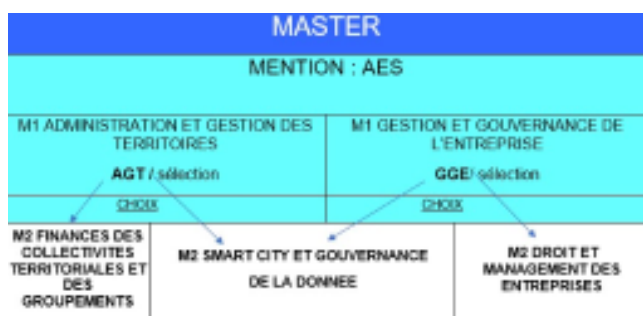 MASTER
MENTION : AES
M1 ADMINISTRATION ET GESTION DES
TERRITOIRES
AGT / sélection
M1 GESTION ET GOUVERNANCE DE
L'ENTREPRISE
GGE/ sélection
CHOIX
CHOIX
M2 FINANCES DES
COLLECTIVITES
TERRITORIALES ET
DES
GROUPEMENTS
M2 SMART CITY ET GOUVERNANCE
DE LA DONNEE
M2 DROIT ET
MANAGEMENT DES
ENTREPRISES